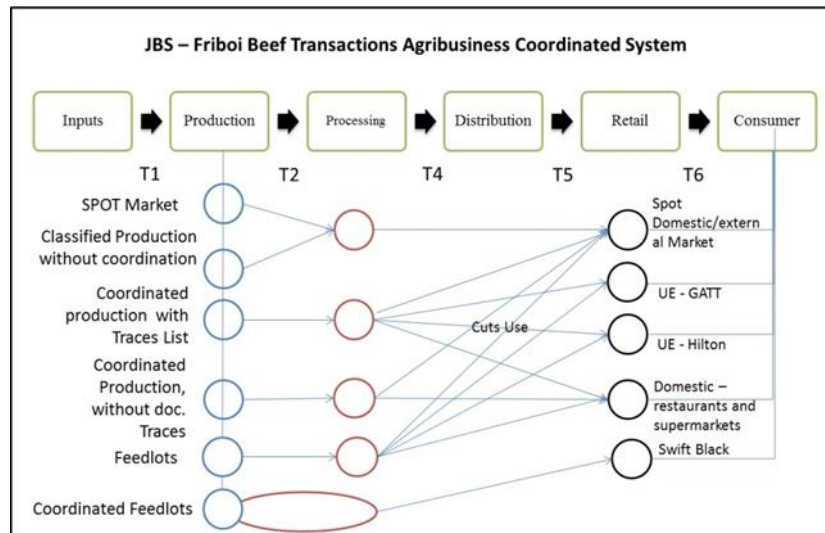 JBS – Friboi Beef Transactions Agribusiness Coordinated System
Inputs
Production
Processing
Distribution
Retail
Consumer
T1
T2
T4
T5
T6
SPOT Market
Classified Production
without coordination
Coordinated
production with
Traces List
Coordinated
Production,
without doc.
Traces
Feedlots
Coordinated Feedlots
Cuts Use
Spot
Domestic/extern
al Market
UE - GATT
UE - Hilton
Domestic –
restaurants and
supermarkets
Swift Black